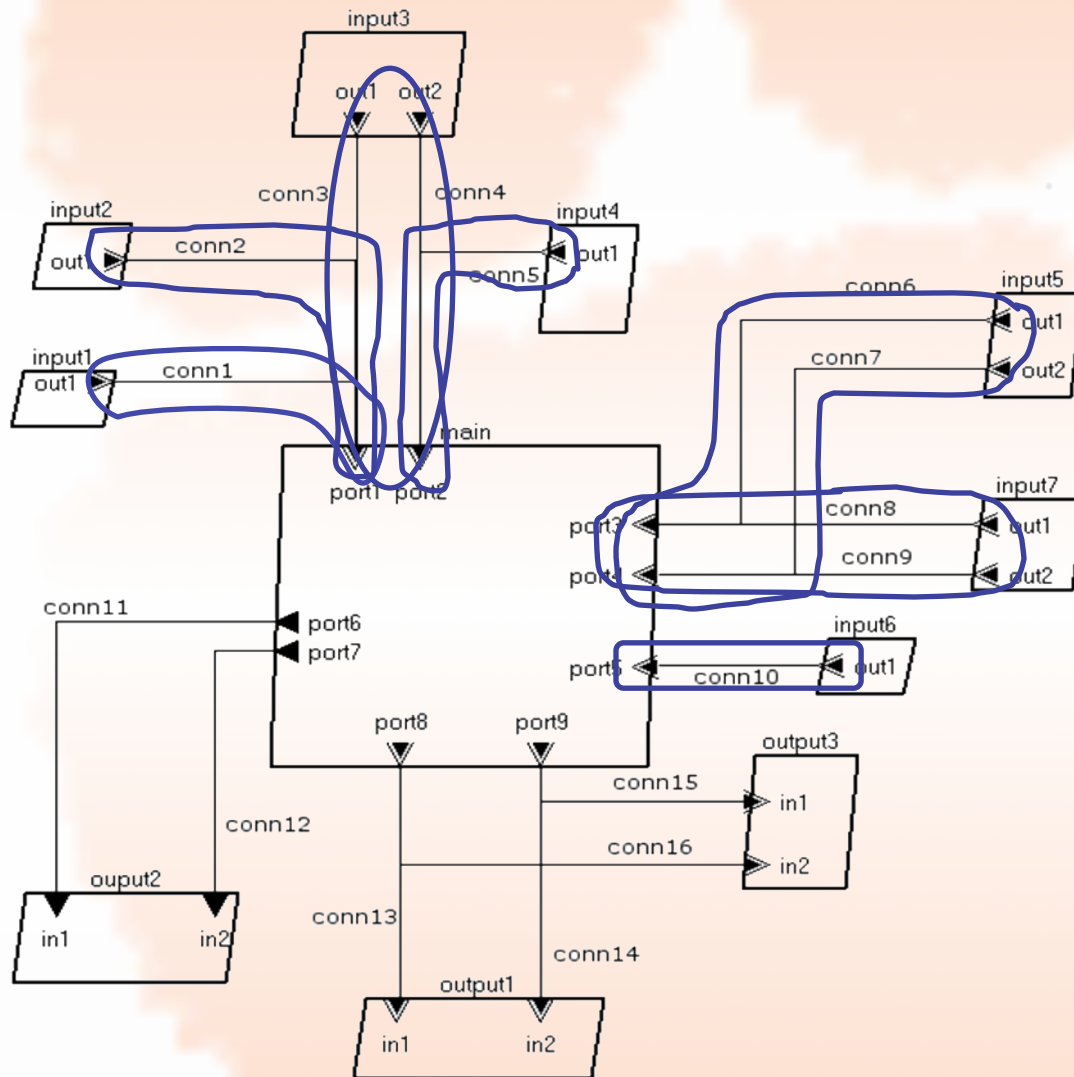 input3
out1 out2
conn3 conn4
input2
out1
conn2
input4
out1
conn5
input5
conn6
out1
conn7
out2
input1
out1
conn1
main
port1 port2
input7
port3
conn8
out1
port4
conn9
out2
conn11
port6
port7
input6
port5
conn10
out1
port8 port9
output3
conn15
in1
conn12
conn16
in2
ouput2
in1 in2
conn13
conn14
output1
in1 in2